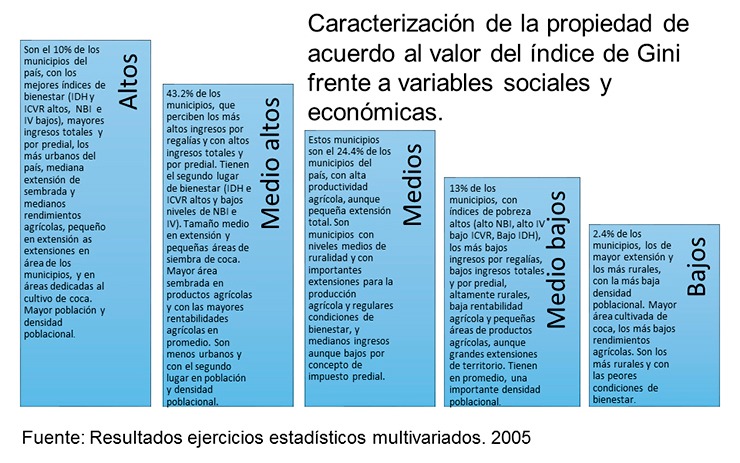 Caracterización de la propiedad de
acuerdo al valor del índice de Gini
frente a variables sociales y
económicas.
Altos
Son el 10% de los
municipios del
país, con los
mejores índices de
bienestar (IDH y
ICVR altos, NBI e
IV bajos), mayores
ingresos totales y
por predial, los
más urbanos del
país, mediana
extensión de
sembrada y
medianos
rendimientos
agrícolas, pequeño
en extensión as
extensiones en
área de los
municipios, y en
áreas dedicadas al
cultivo de coca.
Mayor población y
densidad
poblacional.
Medio altos
43.2% de los
municipios, que
perciben los más
altos ingresos por
regalías y con altos
ingresos totales y
por predial. Tienen
el segundo lugar
de bienestar (IDH e
ICVR altos y bajos
niveles de NBI e
IV). Tamaño medio
en extensión y
pequeñas áreas de
siembra de coca.
Mayor área
sembrada en
productos agrícolas
y con las mayores
rentabilidades
agrícolas en
promedio. Son
menos urbanos y
con el segundo
lugar en población
y densidad
poblacional.
Medios
Estos municipios
son el 24.4% de los
municipios del
país, con alta
productividad
agrícola, aunque
pequeña extensión
total. Son
municipios con
niveles medios de
ruralidad y con
importantes
extensiones para la
producción
agrícola y regulares
condiciones de
bienestar, y
medianos ingresos
aunque bajos por
concepto de
impuesto predial.
Medio bajos
13% de los
municipios, con
índices de pobreza
altos (alto NBI, alto IV
bajo ICVR, Bajo IDH),
los más bajos
ingresos por regalías,
bajos ingresos totales
y por predial,
altamente rurales,
baja rentabilidad
agrícola y pequeñas
áreas de productos
agrícolas, aunque
grandes extensiones
de territorio. Tienen
en promedio, una
importante densidad
poblacional.
Bajos
2.4% de los
municipios, los de
mayor extensión y
los más rurales,
con la más baja
densidad
poblacional. Mayor
área cultivada de
coca, los más bajos
rendimientos
agrícolas. Son los
más rurales y con
las peores
condiciones de
bienestar.
Fuente: Resultados ejercicios estadísticos multivariados. 2005